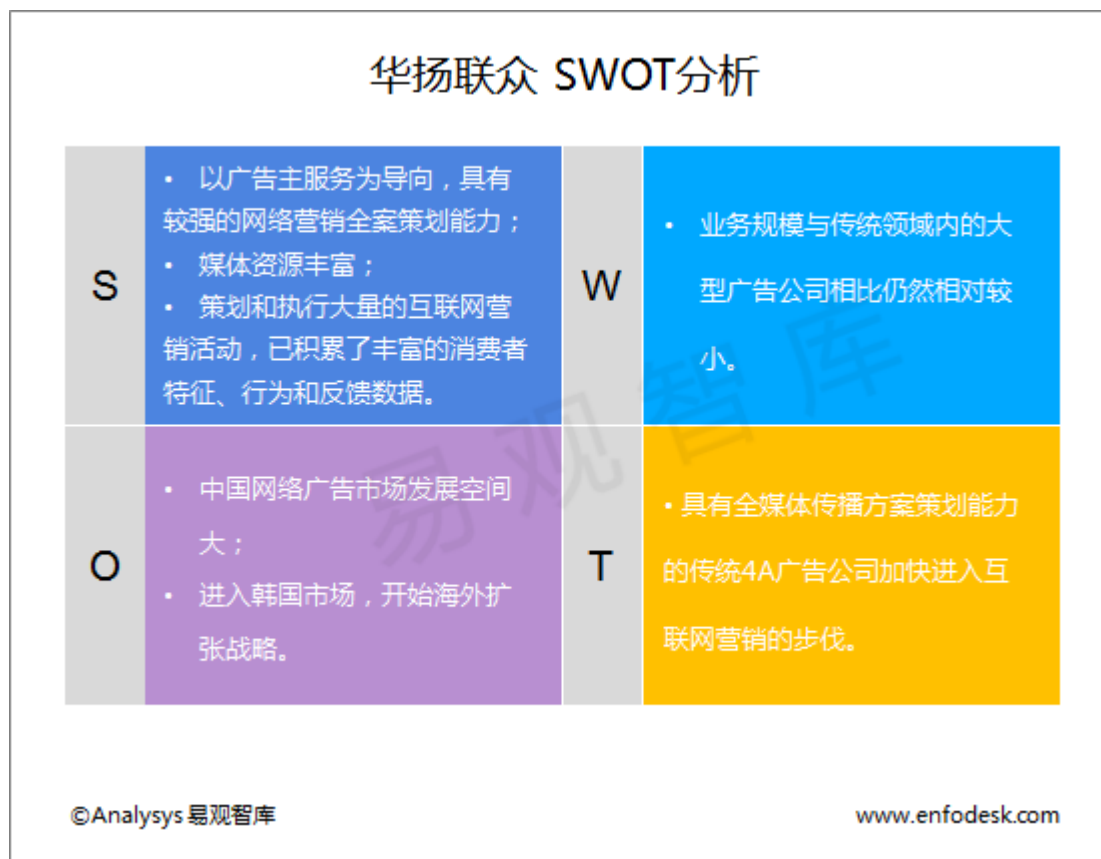 华扬联众 SWOT分析
S
• 以广告主服务为导向，具有
较强的网络营销全案策划能力；
• 媒体资源丰富；
• 策划和执行大量的互联网营
销活动，已积累了丰富的消费者
特征、行为和反馈数据。
W
• 业务规模与传统领域内的大
型广告公司相比仍然相对较
小。
O
• 中国网络广告市场发展空间
大；
• 进入韩国市场，开始海外扩
张战略。
T
• 具有全媒体传播方案策划能力
的传统4A广告公司加快进入互
联网营销的步伐。
易观智库
©Analysys 易观智库
www.enfodesk.com